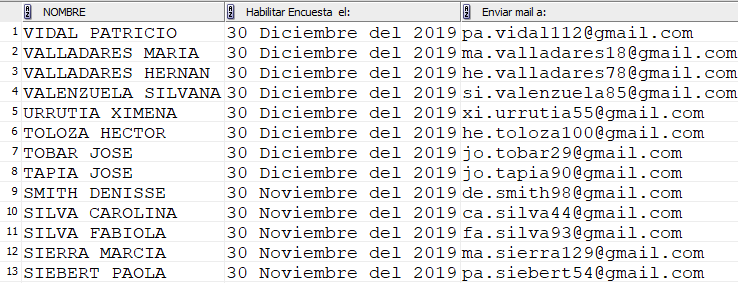 NOMBRE Habilitar Encuesta el: Enviar mail a:
1 VIDAL PATRICIO 30 Diciembre del 2019 pa.vidal112@gmail.com
2 VALLADARES MARIA 30 Diciembre del 2019 ma.valladares18@gmail.com
3 VALLADARES HERNAN 30 Diciembre del 2019 he.valladares78@gmail.com
4 VALENZUELA SILVANA 30 Diciembre del 2019 si.valenzuela85@gmail.com
5 URRUTIA XIMENA 30 Diciembre del 2019 xi.urrutia55@gmail.com
6 TOLOZA HECTOR 30 Diciembre del 2019 he.toloza100@gmail.com
7 TOBAR JOSE 30 Diciembre del 2019 jo.tobar29@gmail.com
8 TAPIA JOSE 30 Diciembre del 2019 jo.tapia90@gmail.com
9 SMITH DENISSE 30 Noviembre del 2019 de.smith98@gmail.com
10 SILVA CAROLINA 30 Noviembre del 2019 ca.silva44@gmail.com
11 SILVA FABIOLA 30 Noviembre del 2019 fa.silva93@gmail.com
12 SIERRA MARCIA 30 Noviembre del 2019 ma.sierra129@gmail.com
13 SIEBERT PAOLA 30 Noviembre del 2019 pa.siebert54@gmail.com